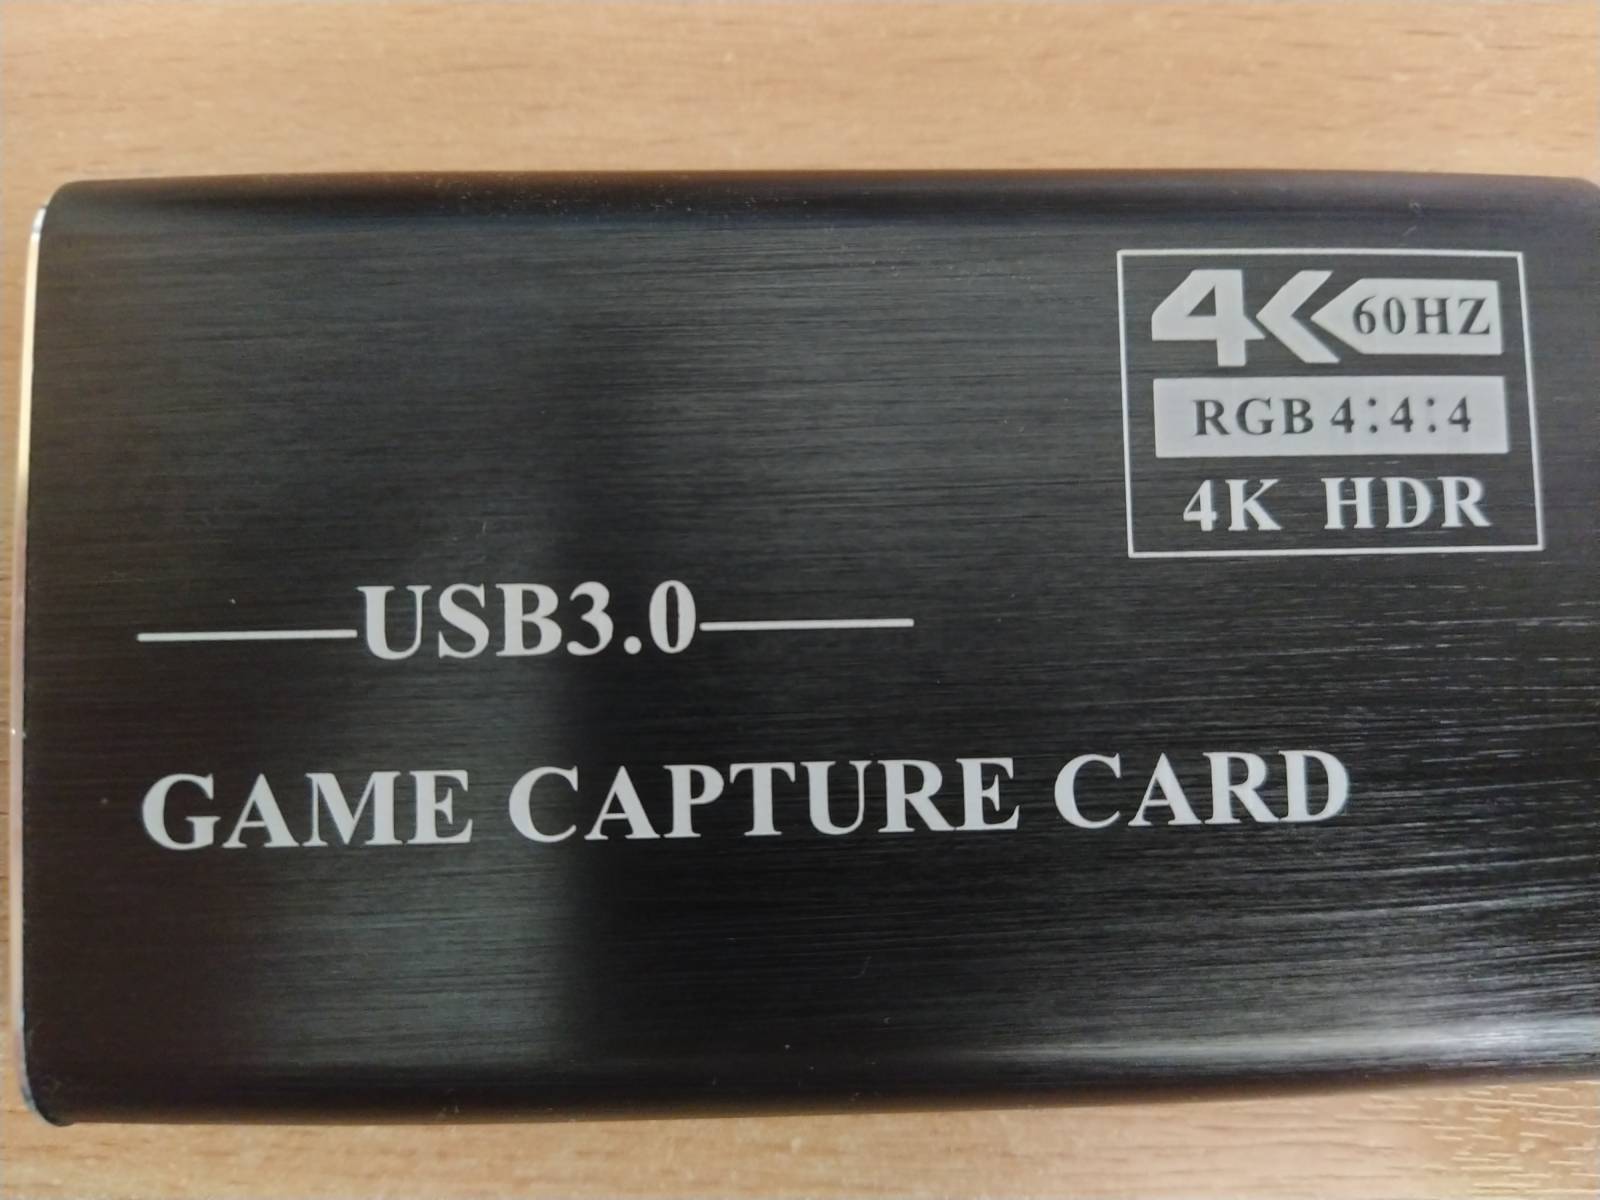 4K 60HZ
RGB 4:4:4
4K HDR
USB3.0
GAME CAPTURE CARD